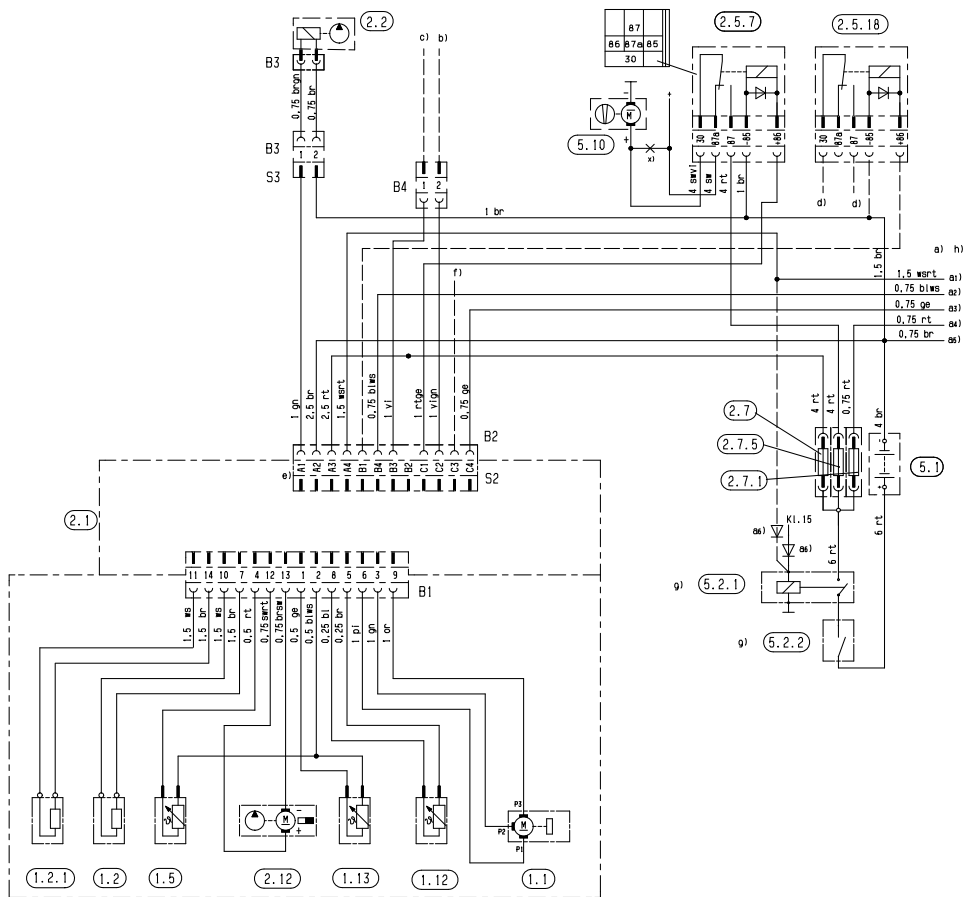 2.2
2.5.7
2.5.18
87
86 87a 85
30
c) b)
B3
0,75 brgn
0,75 br
B3
1 2
S3
B4
1 2
5.10
-
M
+
x)
+
30 87a 87 -85 +86
30 87a 87 -85 +86
4 swvi
4 sw
4 rt
1 br
d) d)
1 br
1,5 br
a) h)
f)
1,5 wsrt a1)
0,75 blws a2)
0,75 ge a3)
0,75 rt a4)
0,75 br a5)
1 gn
2,5 br
2,5 rt
1,5 wsrt
0,75 blws
1 vi
1 rtge
1 vign
0,75 ge
B2
e) A1 A2 A3 A4 B1 B4 B3 B2 C1 C2 C3 C4
S2
4 rt
4 rt
0,75 rt
4 br
2.7
2.7.5
2.7.1
-
+
5.1
2.1
Kl.15
a6)
a6)
6 rt
6 rt
g) 5.2.1
g) 5.2.2
11 14 10 7 4 12 13 1 2 8 5 6 3 9
B1
1,5 ws
1,5 br
1,5 ws
1,5 br
0,5 rt
0,75 swrt
0,75 brsw
0,5 ge
0,5 blws
0,25 bl
0,25 br
1 pi
1 gn
1 or
M
-
+
P3
P2
M
P1
1.2.1
1.2
1.5
2.12
1.13
1.12
1.1